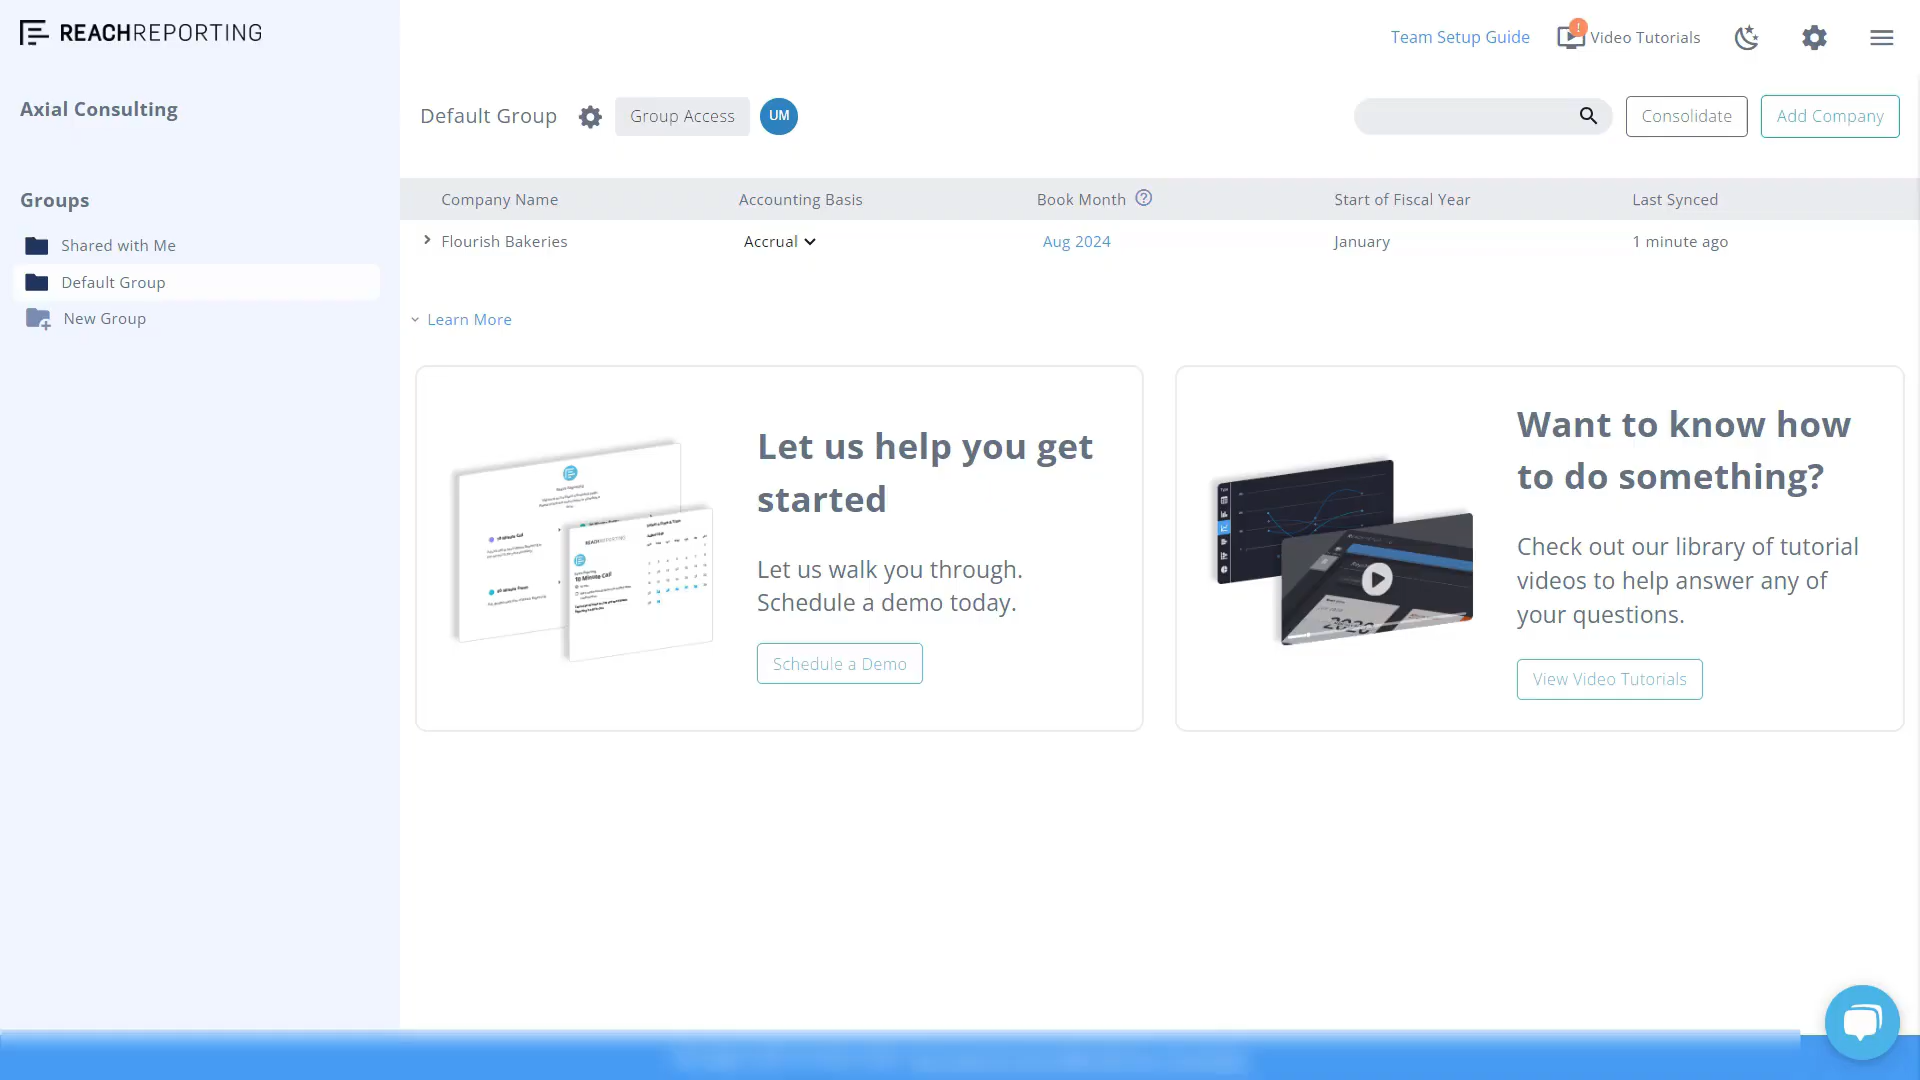 REACHREPORTING
Team Setup Guide
!
Video Tutorials
Axial Consulting
Default Group
Group Access
UM
Consolidate
Add Company
Groups
Shared with Me
Default Group
New Group
Company Name
Accounting Basis
Book Month
?
Start of Fiscal Year
Last Synced
Flourish Bakeries
Accrual
Aug 2024
January
1 minute ago
Learn More
Let us help you get
started
Let us walk you through.
Schedule a demo today.
Schedule a Demo
REACHREPORTING
Want to know how
to do something?
Check out our library of tutorial
videos to help answer any of
your questions.
View Video Tutorials